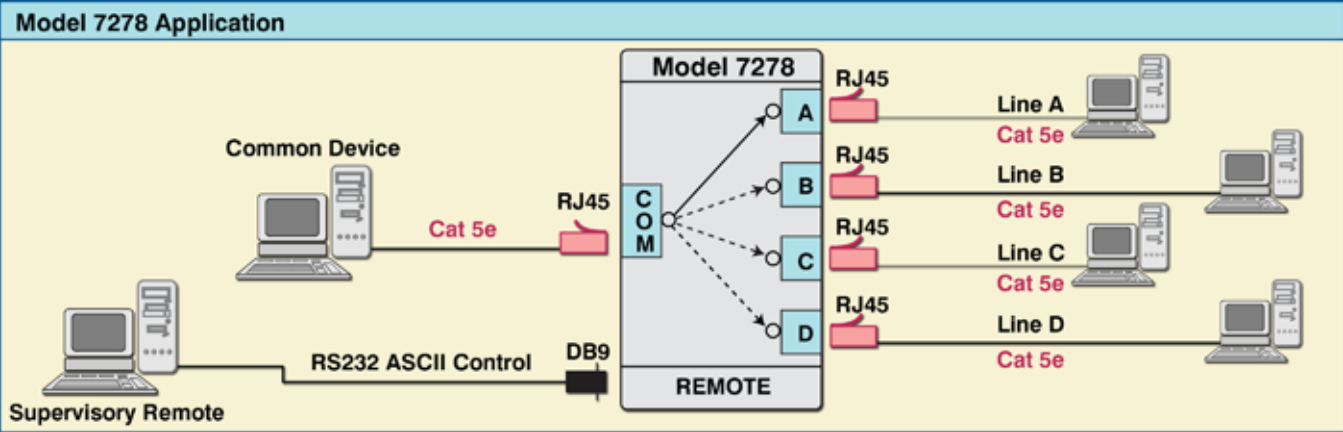 Model 7278 Application
Model 7278
Common Device
Cat 5e
RJ45
COM
A
RJ45
Line A
Cat 5e
B
RJ45
Line B
Cat 5e
C
RJ45
Line C
Cat 5e
D
RJ45
Line D
Cat 5e
RS232 ASCII Control
DB9
REMOTE
Supervisory Remote